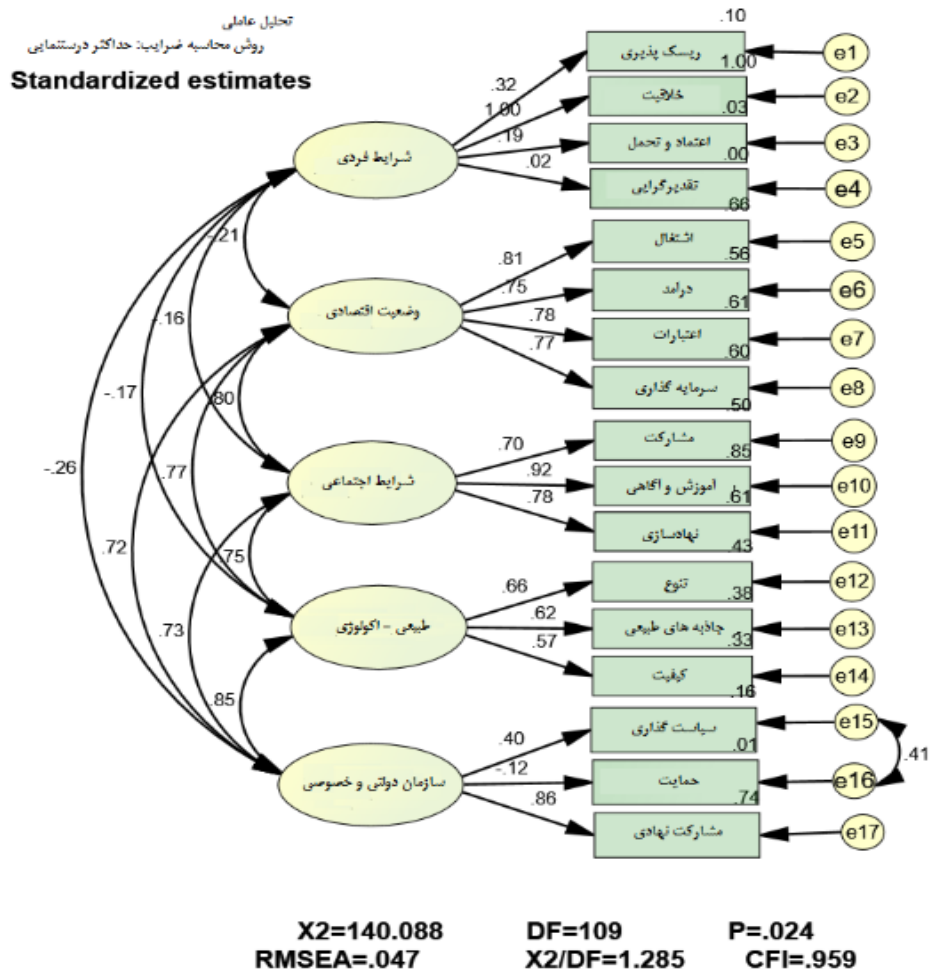 تحلیل عاملی
روش محاسبه ضرایب: حداکثر درستنمایی
Standardized estimates
شرایط فردی
وضعیت اقتصادی
شرایط اجتماعی
طبیعی - اکولوژی
سازمان دولتی و خصوصی
.10
ریسک پذیری
1.00
e1
خلاقیت
.03
e2
اعتماد و تحمل
.00
e3
تقدیرگرایی
.66
e4
اشتغال
.56
e5
درامد
.61
e6
اعتبارات
.60
e7
سرمایه گذاری
.50
e8
مشارکت
.85
e9
آموزش و آگاهی
.61
e10
نهادسازی
.43
e11
تنوع
.38
e12
جاذبه های طبیعی
.33
e13
کیفیت
.16
e14
سیاست گذاری
.01
e15
حمایت
.74
e16
مشارکت نهادی
e17
.32
1.00
.19
.02
.81
.75
.78
.77
.70
.92
.78
.66
.62
.57
.40
-.12
.86
-.21
-.16
-.17
-.26
.80
.77
.72
.75
.73
.85
.41
X2=140.088 DF=109 P=.024
RMSEA=.047 X2/DF=1.285 CFI=.959